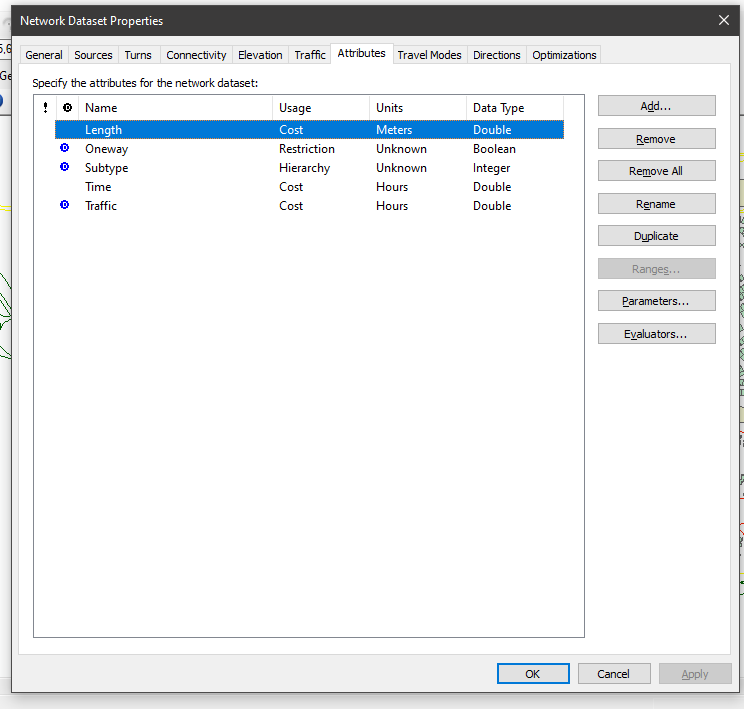 Network Dataset Properties
General Sources Turns Connectivity Elevation Traffic Attributes Travel Modes Directions Optimizations
Specify the attributes for the network dataset:
! Name Usage Units Data Type
Length Cost Meters Double
Oneway Restriction Unknown Boolean
Subtype Hierarchy Unknown Integer
Time Cost Hours Double
Traffic Cost Hours Double
Add...
Remove
Remove All
Rename
Duplicate
Ranges...
Parameters...
Evaluators...
OK Cancel Apply